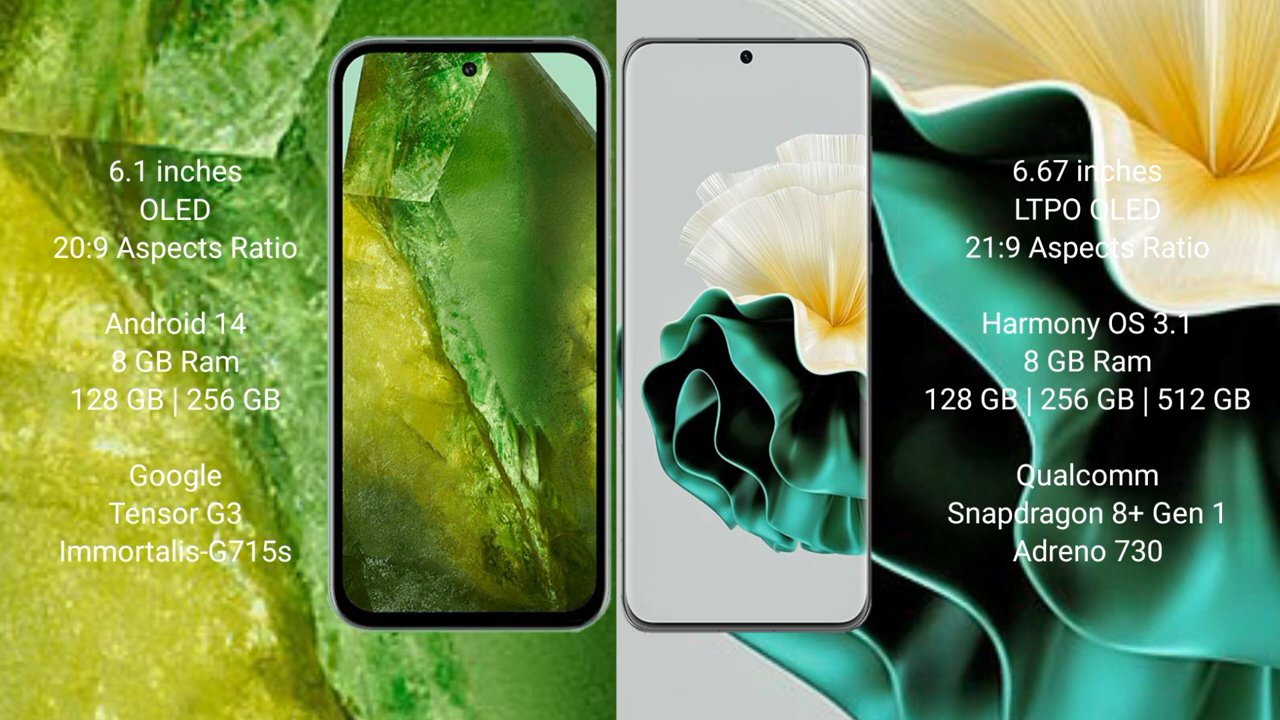 6.1 inches
OLED
20:9 Aspects Ratio
Android 14
8 GB Ram
128 GB | 256 GB
Google
Tensor G3
Immortalis-G715s
6.67 inches
LTPO OLED
21:9 Aspects Ratio
Harmony OS 3.1
8 GB Ram
128 GB | 256 GB | 512 GB
Qualcomm
Snapdragon 8+ Gen 1
Adreno 730